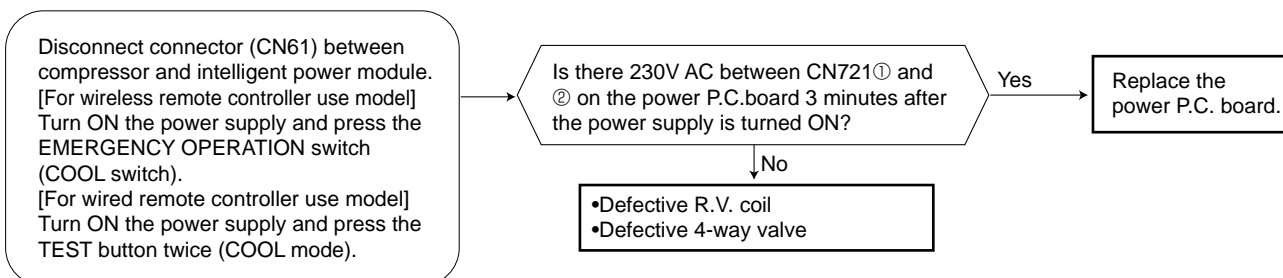 Disconnect connector (CN61) between
compressor and intelligent power module.
[For wireless remote controller use model]
Turn ON the power supply and press the
EMERGENCY OPERATION switch
(COOL switch).
[For wired remote controller use model]
Turn ON the power supply and press the
TEST button twice (COOL mode).
Is there 230V AC between CN721① and
② on the power P.C.board 3 minutes after
the power supply is turned ON?
Yes
Replace the
power P.C. board.
No
•Defective R.V. coil
•Defective 4-way valve